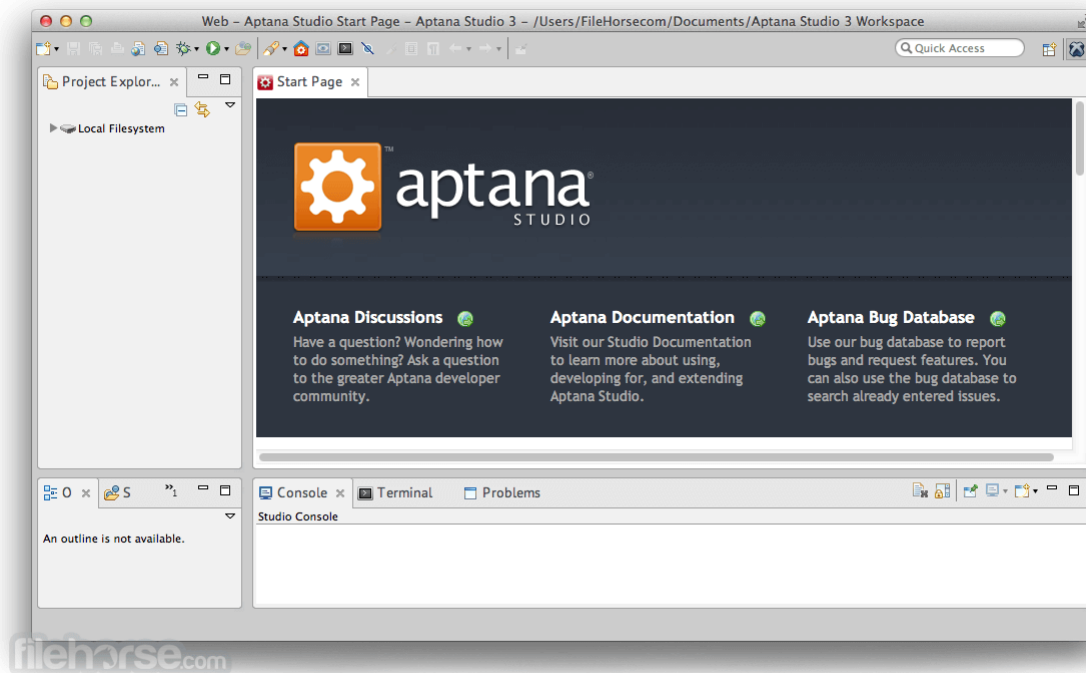 Web – Aptana Studio Start Page – Aptana Studio 3 – /Users/FileHorsecom/Documents/Aptana Studio 3 Workspace
Quick Access
Project Explor...
Start Page
Local Filesystem
™
aptana®
STUDIO
Aptana Discussions
Have a question? Wondering how
to do something? Ask a question
to the greater Aptana developer
community.
Aptana Documentation
Visit our Studio Documentation
to learn more about using,
developing for, and extending
Aptana Studio.
Aptana Bug Database
Use our bug database to report
bugs and request features. You
can also use the bug database to
search already entered issues.
O
S
»1
An outline is not available.
Console
Terminal
Problems
Studio Console
filehorse.com